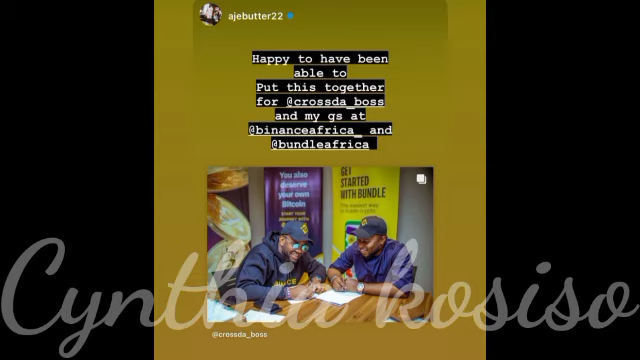 ajebutter22
Happy to have been
able to
Put this together
for @crossda_boss
and my gs at
@binanceafrica_ and
@bundleafrica
You also
deserve
your own
Bitcoin
GET
STARTED
WITH BUNDLE
Cynthia kosiso
@crossda_boss